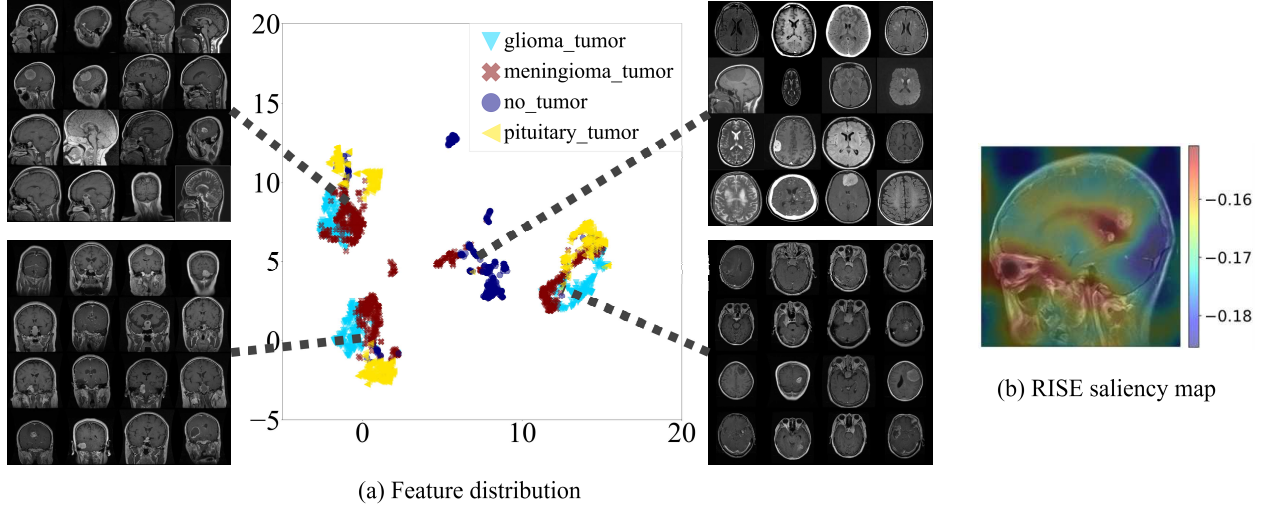 20
15
10
5
0
−5
0
10
20
glioma_tumor
meningioma_tumor
no_tumor
pituitary_tumor
(a) Feature distribution
−0.16
−0.17
−0.18
(b) RISE saliency map